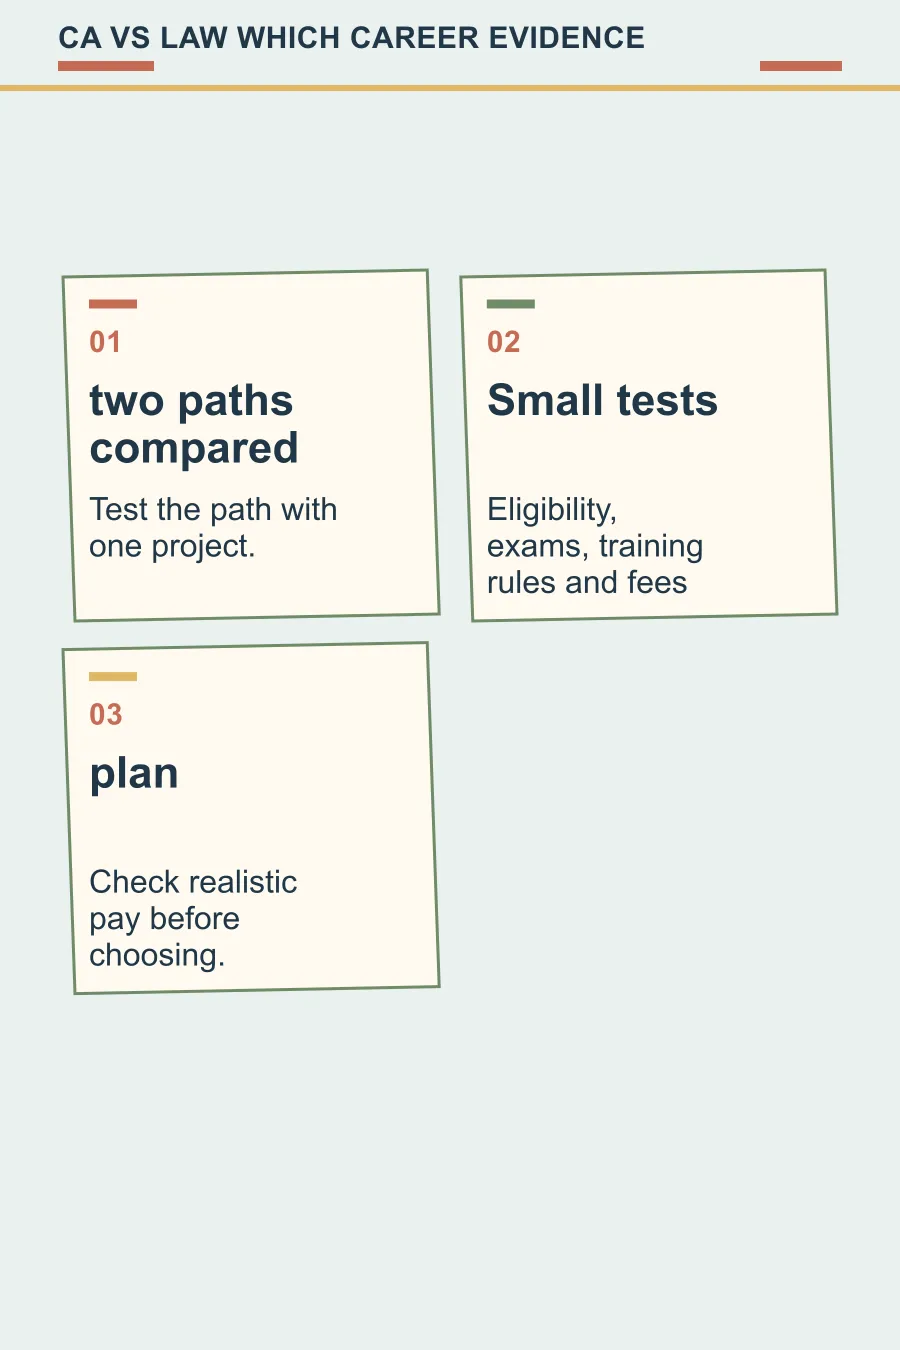 CA VS LAW WHICH CAREER EVIDENCE
01
two paths
compared
Test the path with
one project.
02
Small tests
Eligibility,
exams, training
rules and fees
03
plan
Check realistic
pay before
choosing.